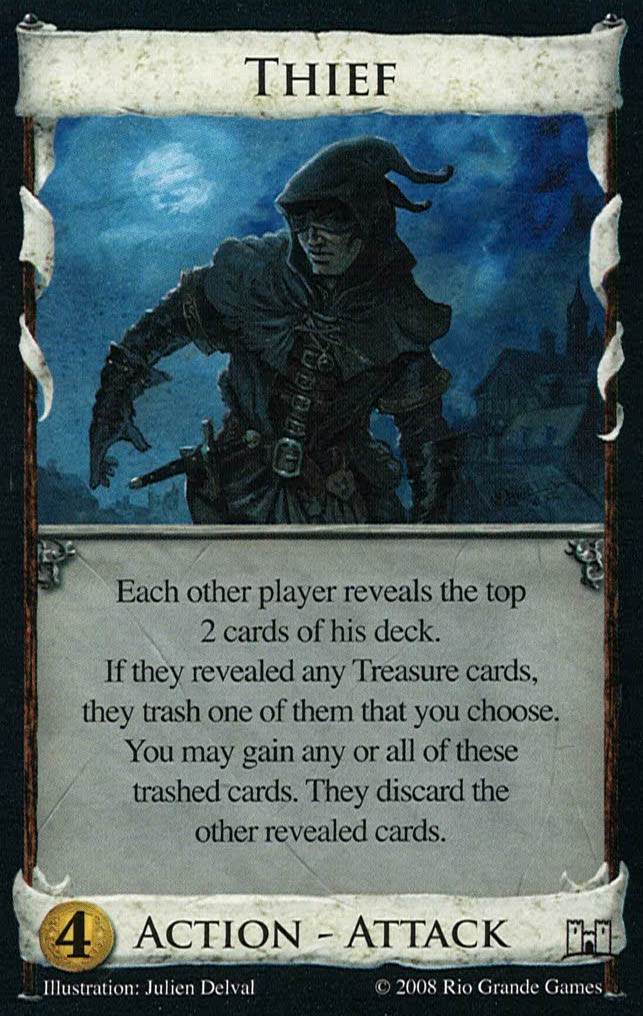 THIEF
Each other player reveals the top
2 cards of his deck.
If they revealed any Treasure cards,
they trash one of them that you choose.
You may gain any or all of these
trashed cards. They discard the
other revealed cards.
4 ACTION - ATTACK
Illustration: Julien Delval © 2008 Rio Grande Games